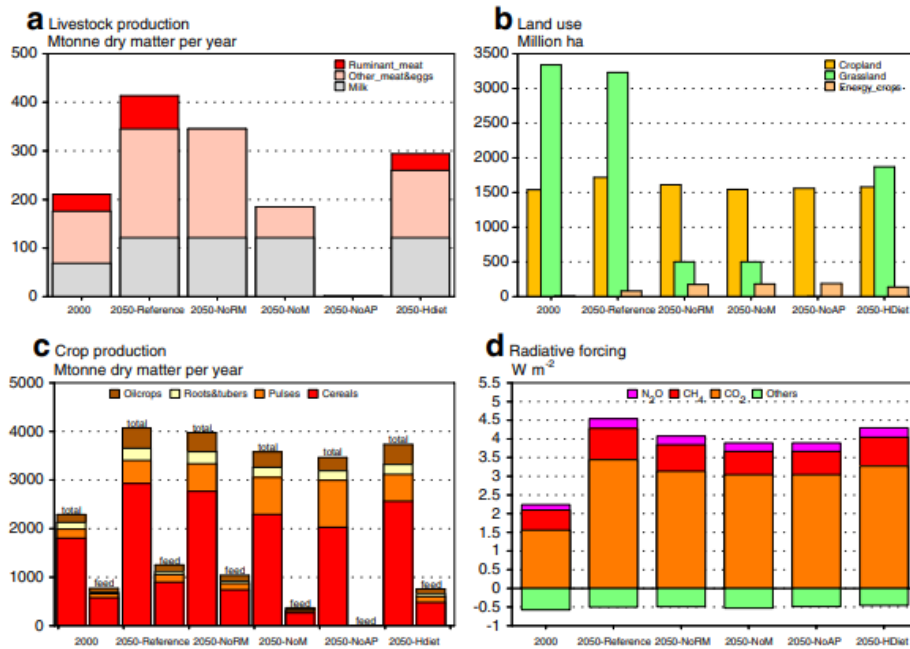 a Livestock production
Mtonne dry matter per year
500
400
300
200
100
0
Ruminant_meat
Other_meat&eggs
Milk
2000 2050-Reference 2050-NoRM 2050-NoM 2050-NoAP 2050-Hdiet
b Land use
Million ha
3500
3000
2500
2000
1500
1000
500
0
Cropland
Grassland
Energy_crops
2000 2050-Reference 2050-NoRM 2050-NoM 2050-NoAP 2050-HDiet
c Crop production
Mtonne dry matter per year
5000
4000
3000
2000
1000
0
Oilcrops Roots&tubers Pulses Cereals
total feed total feed total feed total feed total feed total feed
2000 2050-Reference 2050-NoRM 2050-NoM 2050-NoAP 2050-Hdiet
d Radiative forcing
W m⁻²
5.5
5
4.5
4
3.5
3
2.5
2
1.5
1
0.5
0
-0.5
-1
N₂O CH₄ CO₂ Others
2000 2050-Reference 2050-NoRM 2050-NoM 2050-NoAP 2050-HDiet